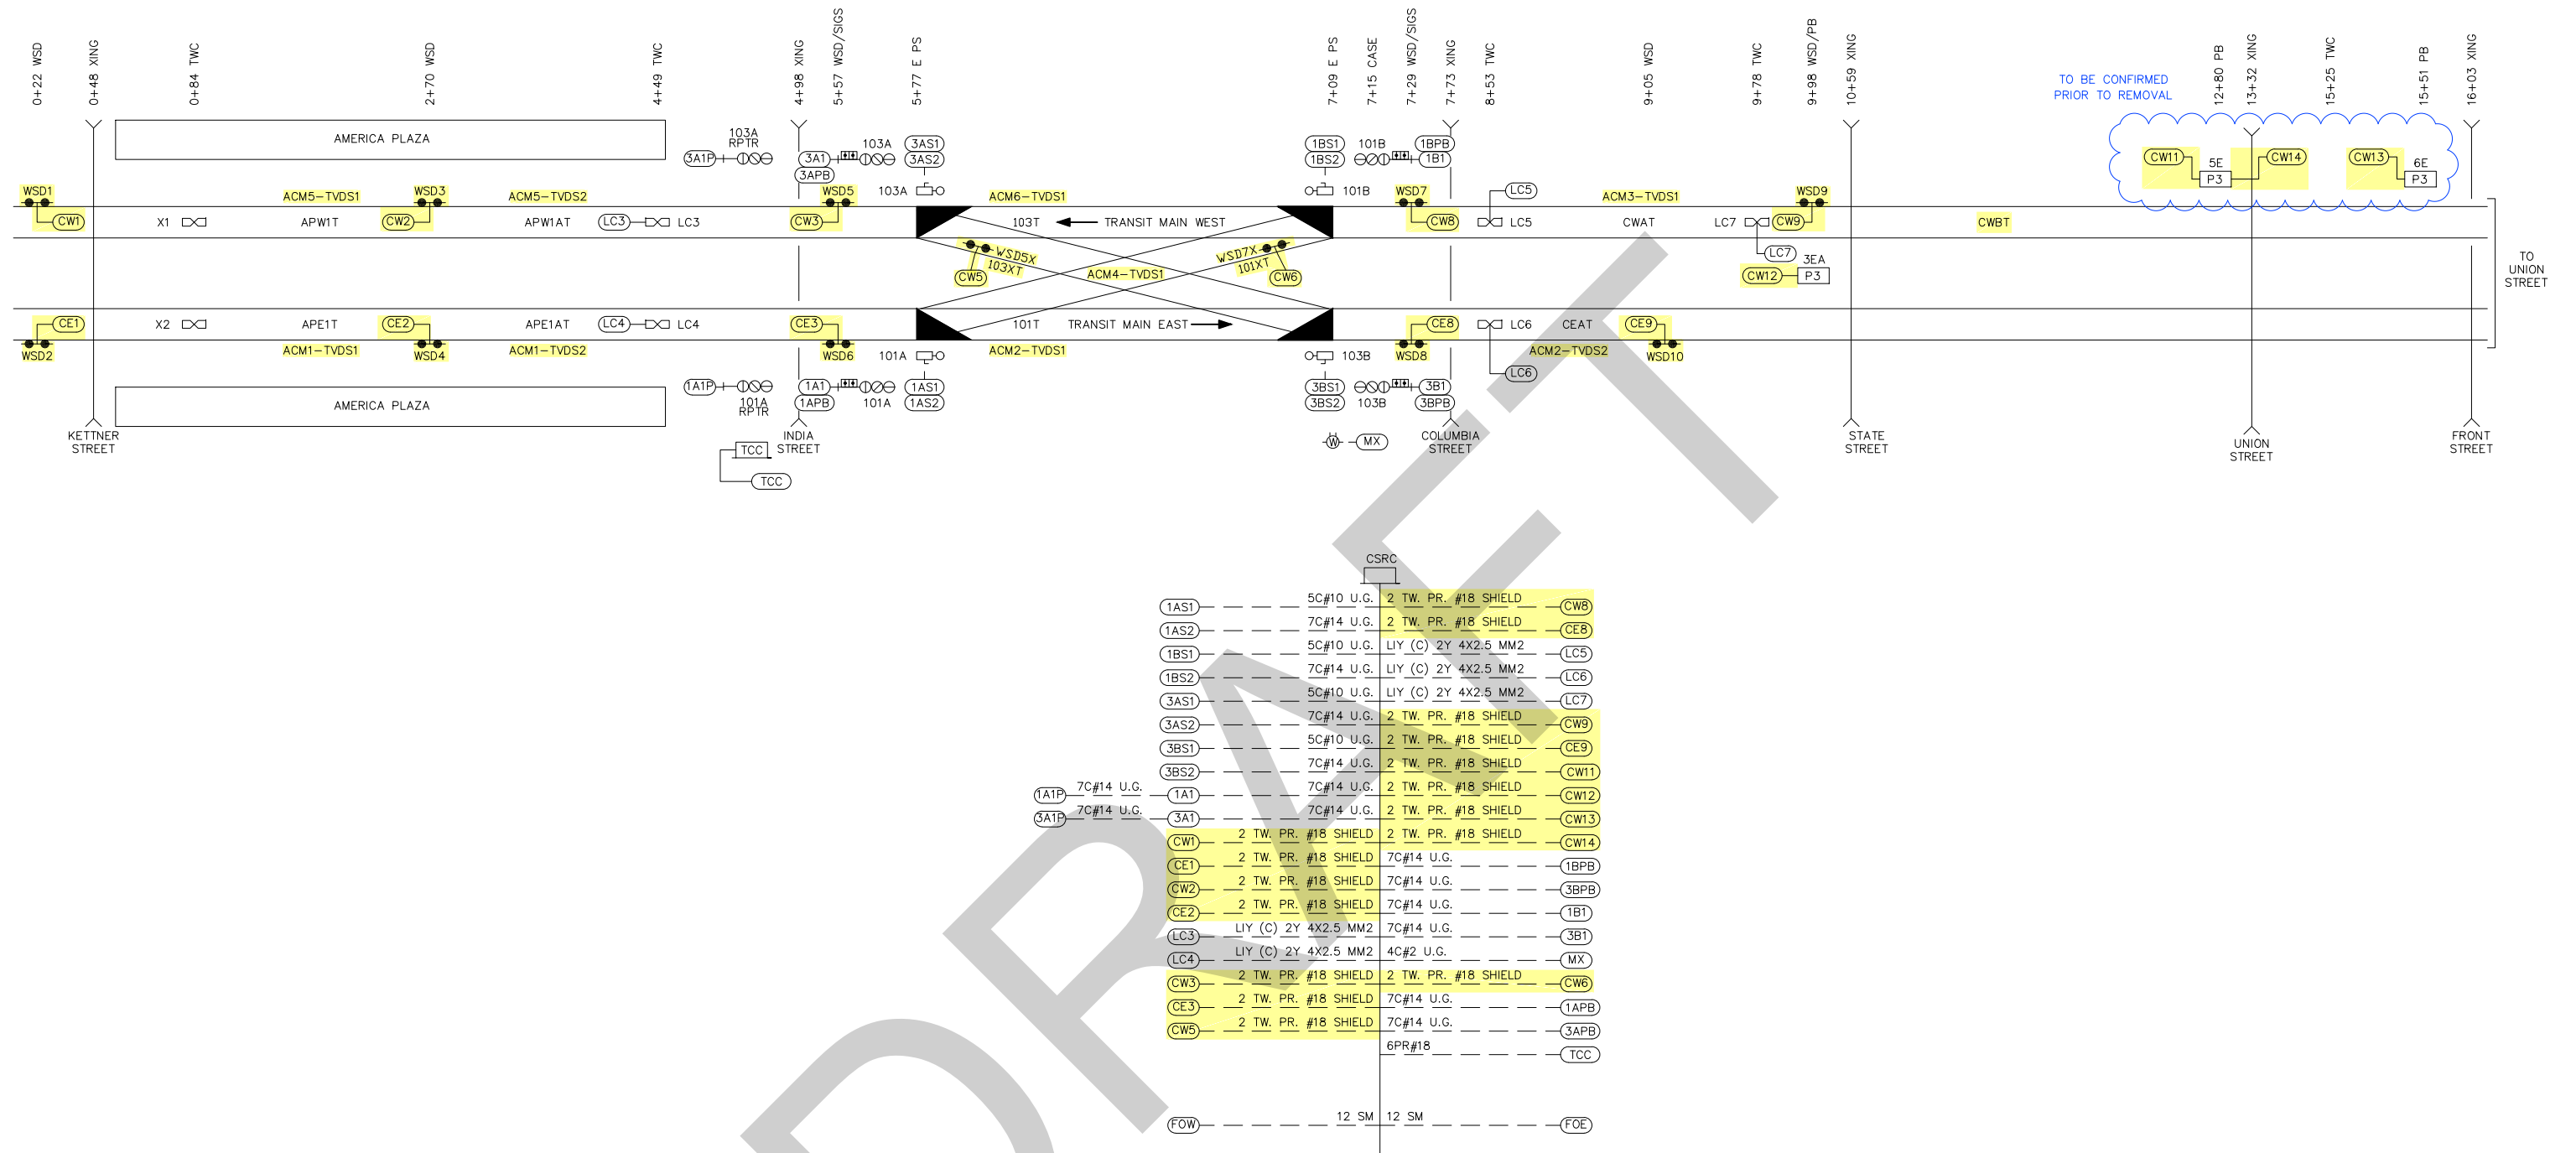 0+22 WSD
0+48 XING
0+84 TWC
2+70 WSD
4+49 TWC
4+98 XING
5+57 WSD/SIGS
5+77 E PS
7+09 E PS
7+15 CASE
7+29 WSD/SIGS
7+73 XING
8+53 TWC
9+05 WSD
9+78 TWC
9+98 WSD/PB
10+59 XING
12+80 PB
13+32 XING
15+25 TWC
15+51 PB
16+03 XING
TO BE CONFIRMED
PRIOR TO REMOVAL
AMERICA PLAZA
103A
RPTR
3A1P
3A1
3APB
103A
3AS1
3AS2
1BS1
1BS2
101B
1BPB
1B1
CW11
5E
P3
CW14
CW13
6E
P3
WSD1
ACM5-TVDS1
WSD3
ACM5-TVDS2
WSD5
103A
ACM6-TVDS1
101B
WSD7
LC5
ACM3-TVDS1
WSD9
CW1
X1
APW1T
CW2
APW1AT
LC3
LC3
CW3
103T
TRANSIT MAIN WEST
CW8
LC5
CWAT
LC7
CW9
CWBT
WSD5X
103XT
CW5
ACM4-TVDS1
WSD7X
101XT
CW6
LC7
3EA
CW12
P3
TO
UNION
STREET
CE1
X2
APE1T
CE2
APE1AT
LC4
LC4
CE3
101T
TRANSIT MAIN EAST
CE8
LC6
CEAT
CE9
WSD2
ACM1-TVDS1
WSD4
ACM1-TVDS2
WSD6
101A
ACM2-TVDS1
103B
WSD8
ACM2-TVDS2
WSD10
LC6
AMERICA PLAZA
1A1P
101A
RPTR
1A1
1APB
101A
1AS1
1AS2
3BS1
3BS2
103B
3B1
3BPB
KETTNER
STREET
INDIA
STREET
TCC
TCC
W
MX
COLUMBIA
STREET
STATE
STREET
UNION
STREET
FRONT
STREET
CSRC
1AS1 5C#10 U.G. 2 TW. PR. #18 SHIELD CW8
1AS2 7C#14 U.G. 2 TW. PR. #18 SHIELD CE8
1BS1 5C#10 U.G. LIY (C) 2Y 4X2.5 MM2 LC5
1BS2 7C#14 U.G. LIY (C) 2Y 4X2.5 MM2 LC6
3AS1 5C#10 U.G. LIY (C) 2Y 4X2.5 MM2 LC7
3AS2 7C#14 U.G. 2 TW. PR. #18 SHIELD CW9
3BS1 5C#10 U.G. 2 TW. PR. #18 SHIELD CE9
3BS2 7C#14 U.G. 2 TW. PR. #18 SHIELD CW11
1A1P 7C#14 U.G. 1A1 7C#14 U.G. 2 TW. PR. #18 SHIELD CW12
3A1P 7C#14 U.G. 3A1 7C#14 U.G. 2 TW. PR. #18 SHIELD CW13
CW1 2 TW. PR. #18 SHIELD 2 TW. PR. #18 SHIELD CW14
CE1 2 TW. PR. #18 SHIELD 7C#14 U.G. 1BPB
CW2 2 TW. PR. #18 SHIELD 7C#14 U.G. 3BPB
CE2 2 TW. PR. #18 SHIELD 7C#14 U.G. 1B1
LC3 LIY (C) 2Y 4X2.5 MM2 7C#14 U.G. 3B1
LC4 LIY (C) 2Y 4X2.5 MM2 4C#2 U.G. MX
CW3 2 TW. PR. #18 SHIELD 2 TW. PR. #18 SHIELD CW6
CE3 2 TW. PR. #18 SHIELD 7C#14 U.G. 1APB
CW5 2 TW. PR. #18 SHIELD 7C#14 U.G. 3APB
6PR#18 TCC
FOW 12 SM 12 SM FOE
DRAFT